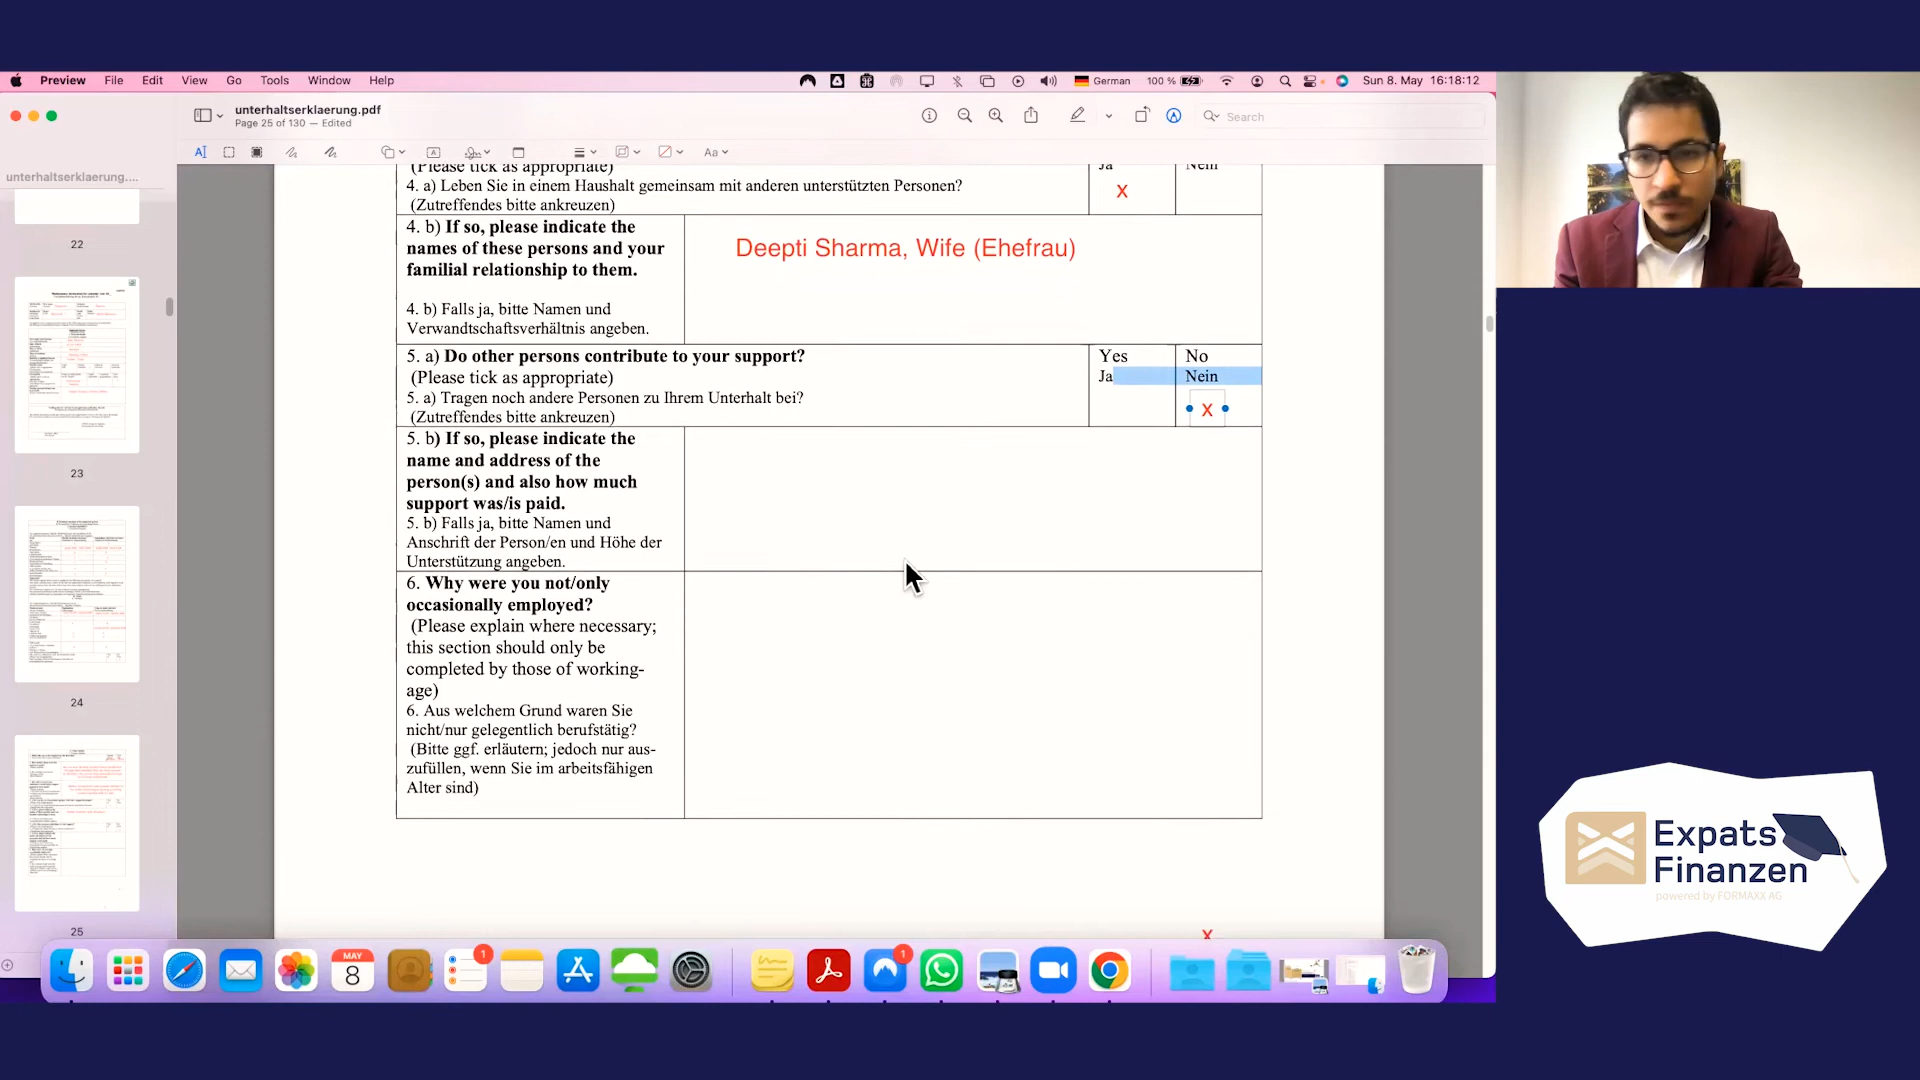 Preview File Edit View Go Tools Window Help
German 100 % Sun 8. May 16:18:12
unterhaltserklaerung.pdf
Page 25 of 130 — Edited
Search
unterhaltserklaerung....
22
23
24
25
(Please tick as appropriate)
Ja Nein
4. a) Leben Sie in einem Haushalt gemeinsam mit anderen unterstützten Personen?
X
(Zutreffendes bitte ankreuzen)
4. b) If so, please indicate the
names of these persons and your
familial relationship to them.
Deepti Sharma, Wife (Ehefrau)
4. b) Falls ja, bitte Namen und
Verwandtschaftsverhältnis angeben.
5. a) Do other persons contribute to your support?
Yes No
(Please tick as appropriate)
Ja Nein
5. a) Tragen noch andere Personen zu Ihrem Unterhalt bei?
X
(Zutreffendes bitte ankreuzen)
5. b) If so, please indicate the
name and address of the
person(s) and also how much
support was/is paid.
5. b) Falls ja, bitte Namen und
Anschrift der Person/en und Höhe der
Unterstützung angeben.
6. Why were you not/only
occasionally employed?
(Please explain where necessary;
this section should only be
completed by those of working-
age)
6. Aus welchem Grund waren Sie
nicht/nur gelegentlich berufstätig?
(Bitte ggf. erläutern; jedoch nur aus-
zufüllen, wenn Sie im arbeitsfähigen
Alter sind)
X
MAY
8
1
1
Expats
Finanzen
powered by FORMAXX AG